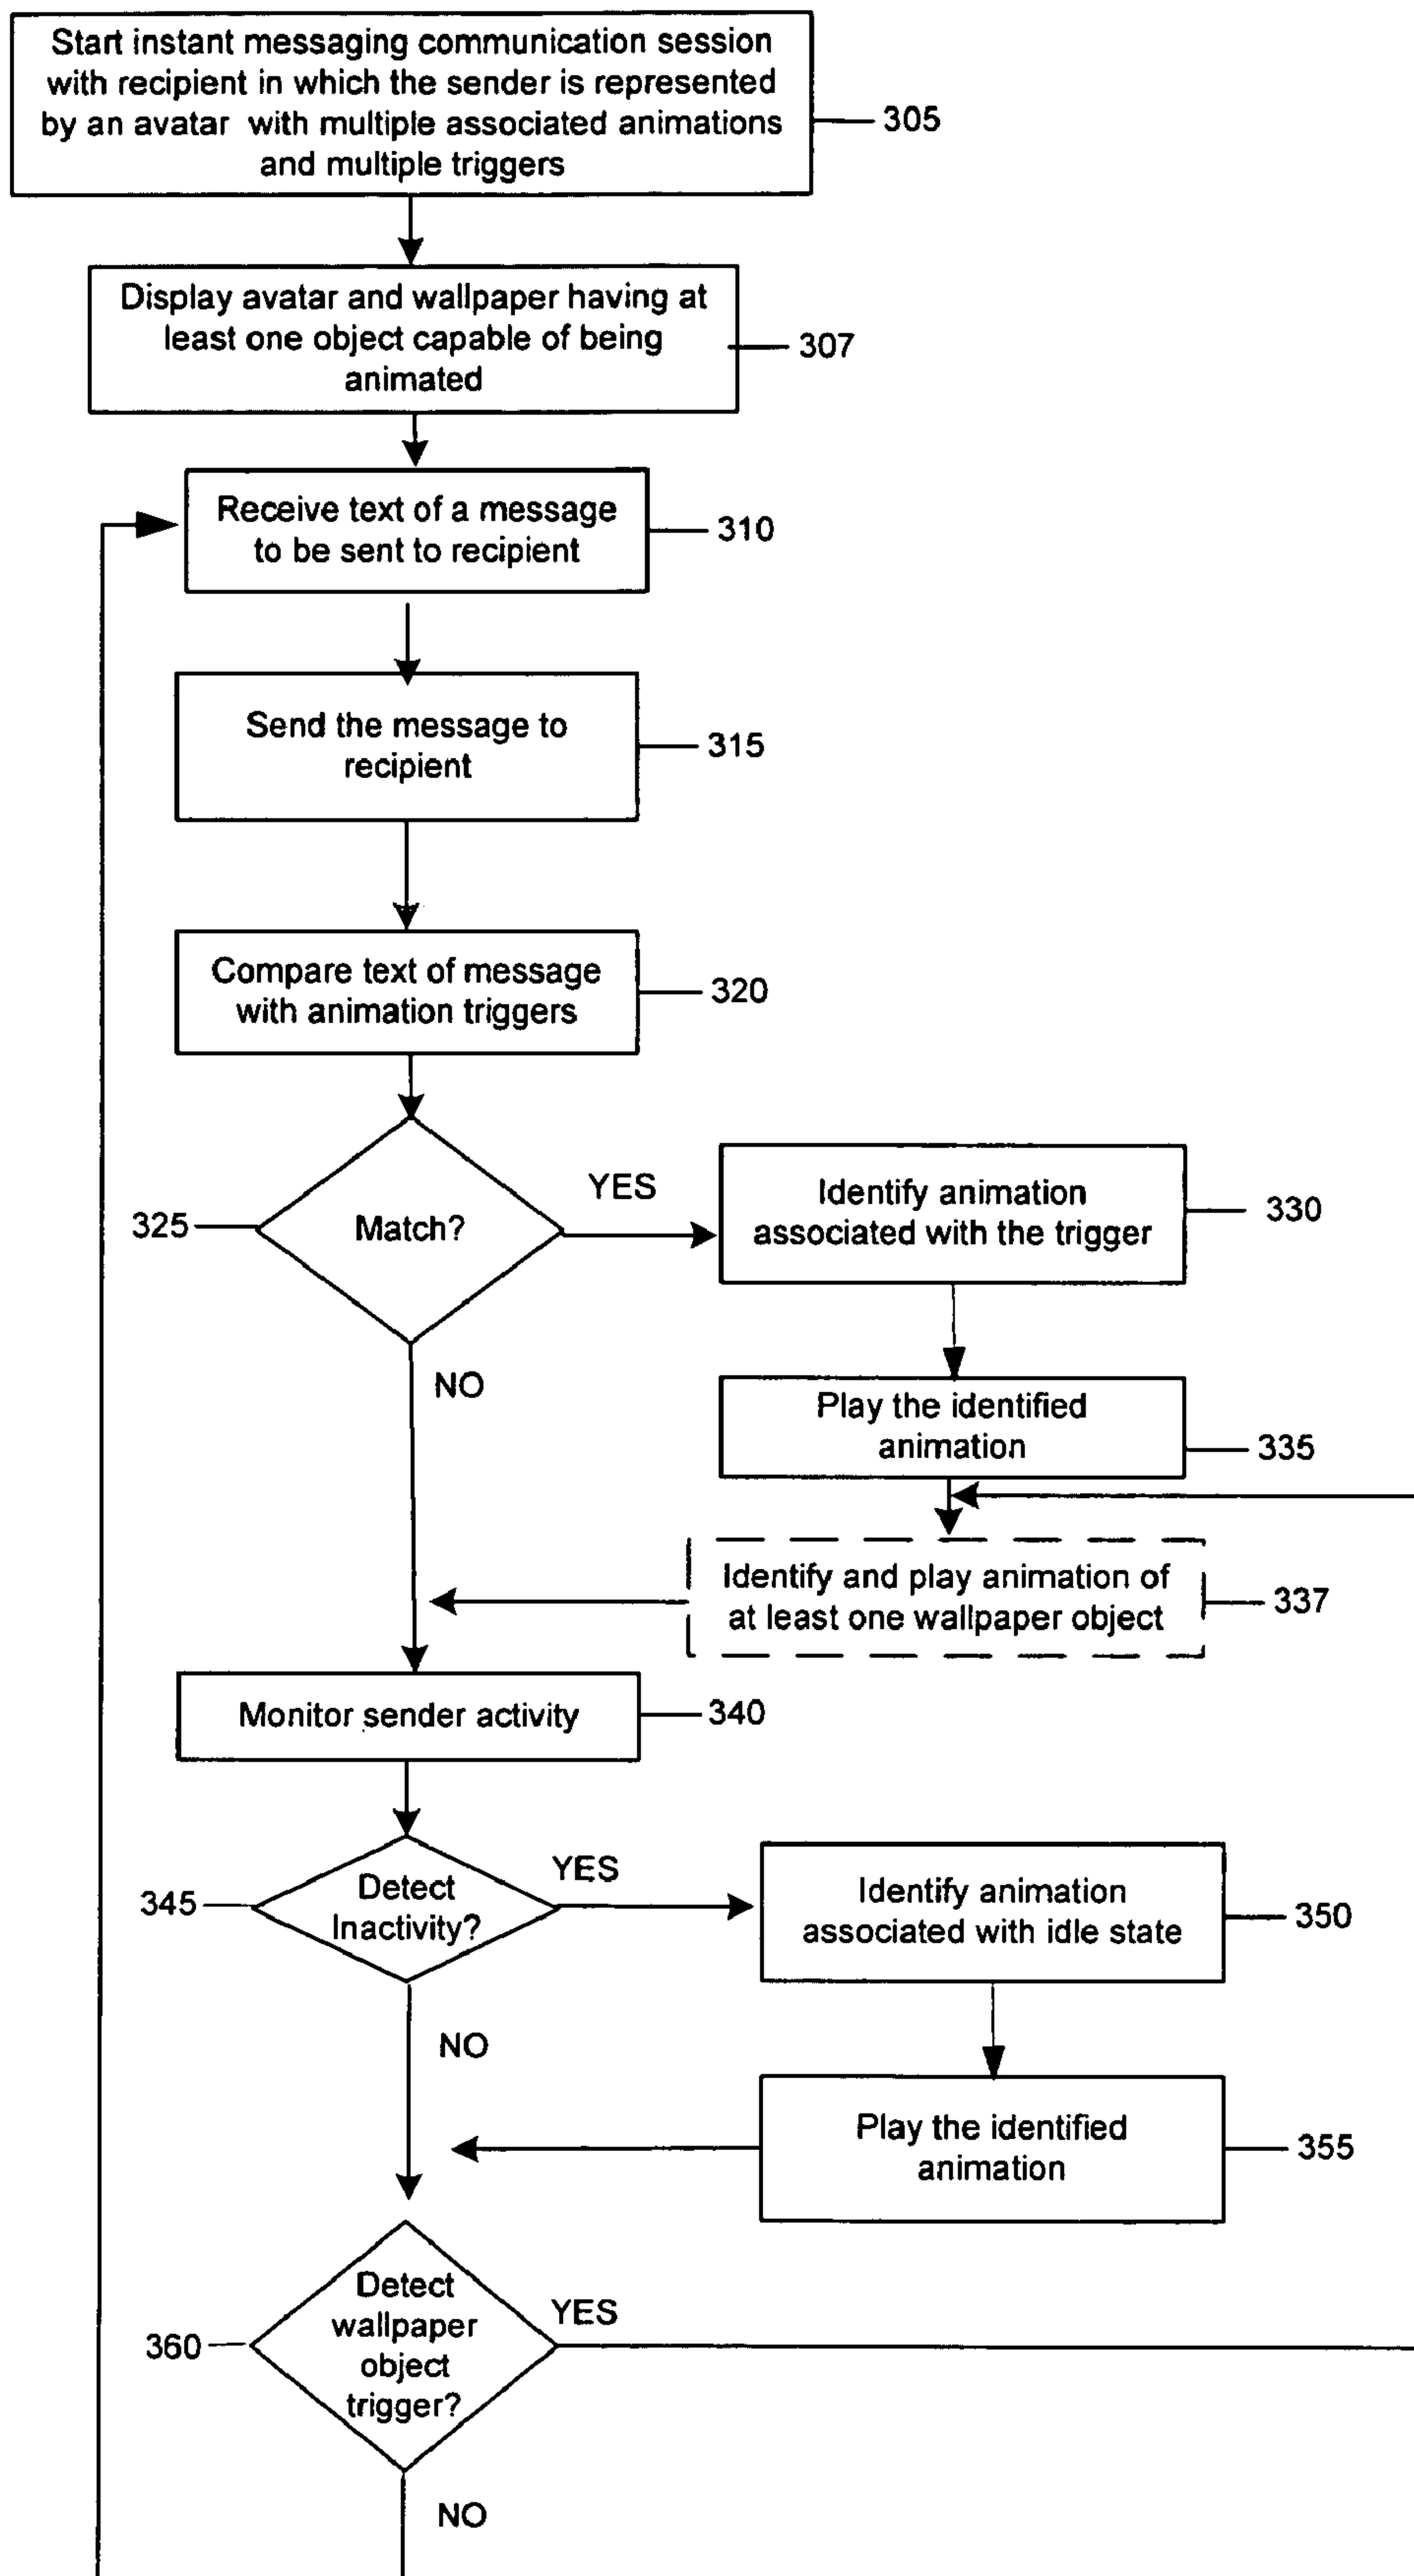 Start instant messaging communication session
with recipient in which the sender is represented
by an avatar with multiple associated animations
and multiple triggers
305
Display avatar and wallpaper having at
least one object capable of being
animated
307
Receive text of a message
to be sent to recipient
310
Send the message to
recipient
315
Compare text of message
with animation triggers
320
325
Match?
YES
Identify animation
associated with the trigger
330
NO
Play the identified
animation
335
Identify and play animation of
at least one wallpaper object
337
Monitor sender activity
340
345
Detect
Inactivity?
YES
Identify animation
associated with idle state
350
NO
Play the identified
animation
355
360
Detect
wallpaper
object
trigger?
YES
NO